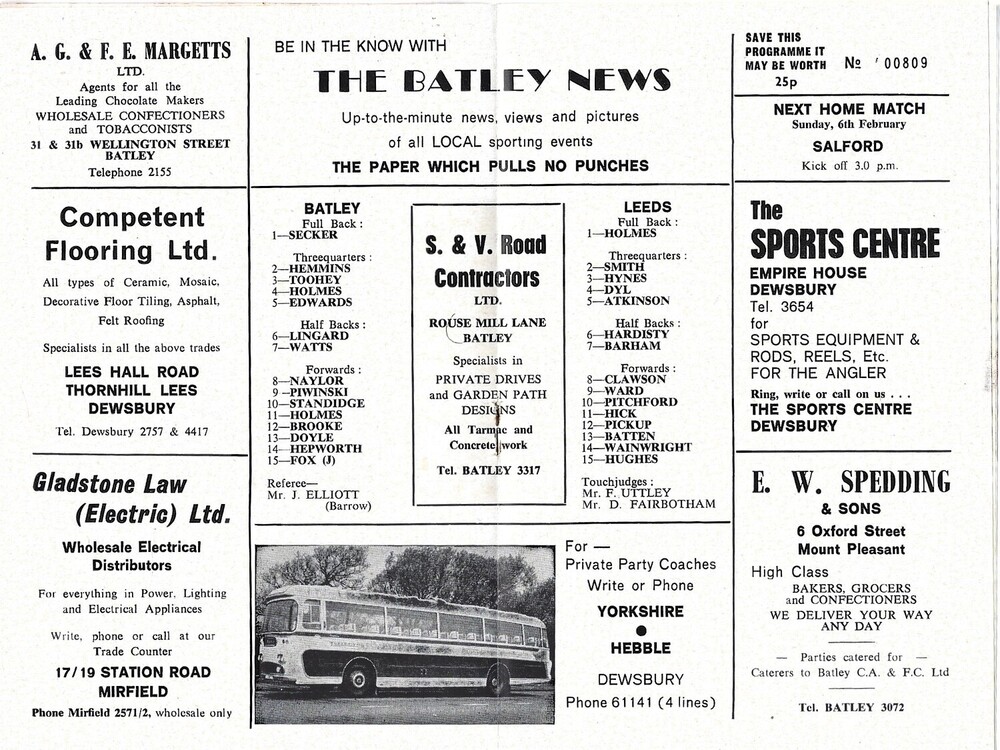 A. G. & F. E. MARGETTS
LTD.
Agents for all the
Leading Chocolate Makers
WHOLESALE CONFECTIONERS
and TOBACCONISTS
31 & 31b WELLINGTON STREET
BATLEY
Telephone 2155
Competent
Flooring Ltd.
All types of Ceramic, Mosaic,
Decorative Floor Tiling, Asphalt,
Felt Roofing
Specialists in all the above trades
LEES HALL ROAD
THORNHILL LEES
DEWSBURY
Tel. Dewsbury 2757 & 4417
Gladstone Law
(Electric) Ltd.
Wholesale Electrical
Distributors
For everything in Power, Lighting
and Electrical Appliances
Write, phone or call at our
Trade Counter
17/19 STATION ROAD
MIRFIELD
Phone Mirfield 2571/2, wholesale only
BE IN THE KNOW WITH
THE BATLEY NEWS
Up-to-the-minute news, views and pictures
of all LOCAL sporting events
THE PAPER WHICH PULLS NO PUNCHES
BATLEY
Full Back :
1—SECKER
Threequarters :
2—HEMMINS
3—TOOHEY
4—HOLMES
5—EDWARDS
Half Backs :
6—LINGARD
7—WATTS
Forwards :
8—NAYLOR
9—PIWINSKI
10—STANDIDGE
11—HOLMES
12—BROOKE
13—DOYLE
14—HEPWORTH
15—FOX (J)
Referee—
Mr. J. ELLIOTT
(Barrow)
S. & V. Road
Contractors
LTD.
ROUSE MILL LANE
BATLEY
Specialists in
PRIVATE DRIVES
and GARDEN PATH
DESIGNS
All Tarmac and
Concrete work
Tel. BATLEY 3317
LEEDS
Full Back :
1—HOLMES
Threequarters :
2—SMITH
3—HYNES
4—DYL
5—ATKINSON
Half Backs :
6—HARDISTY
7—BARHAM
Forwards :
8—CLAWSON
9—WARD
10—PITCHFORD
11—HICK
12—PICKUP
13—BATTEN
14—WAINWRIGHT
15—HUGHES
Touchjudges :
Mr. F. UTTLEY
Mr. D. FAIRBOTHAM
For —
Private Party Coaches
Write or Phone
YORKSHIRE
●
HEBBLE
DEWSBURY
Phone 61141 (4 lines)
SAVE THIS
PROGRAMME IT
MAY BE WORTH
25p
No 00809
NEXT HOME MATCH
Sunday, 6th February
SALFORD
Kick off 3.0 p.m.
The
SPORTS CENTRE
EMPIRE HOUSE
DEWSBURY
Tel. 3654
for
SPORTS EQUIPMENT &
RODS, REELS, Etc.
FOR THE ANGLER
Ring, write or call on us . . .
THE SPORTS CENTRE
DEWSBURY
E. W. SPEDDING
& SONS
6 Oxford Street
Mount Pleasant
High Class
BAKERS, GROCERS
and CONFECTIONERS
WE DELIVER YOUR WAY
ANY DAY
— Parties catered for —
Caterers to Batley C.A. & F.C. Ltd
Tel. BATLEY 3072